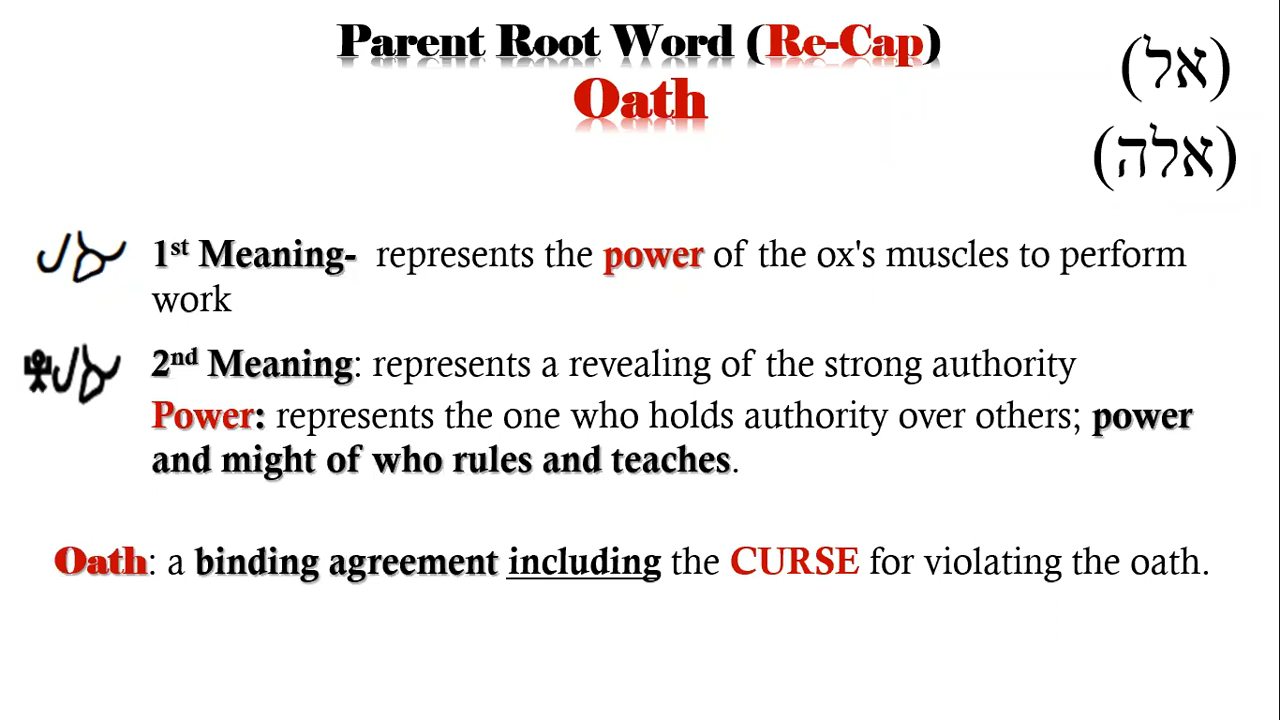 Parent Root Word (Re-Cap)
Oath
(אל)
(אלה)
1st Meaning- represents the power of the ox's muscles to perform
work
2nd Meaning: represents a revealing of the strong authority
Power: represents the one who holds authority over others; power
and might of who rules and teaches.
Oath: a binding agreement including the CURSE for violating the oath.